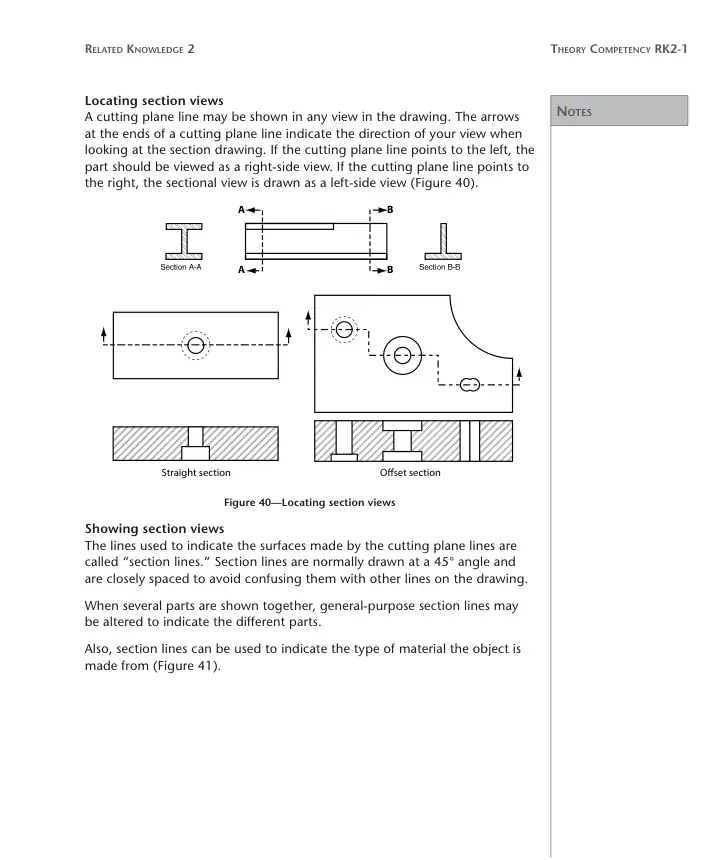 RELATED KNOWLEDGE 2
THEORY COMPETENCY RK2-1
NOTES
Locating section views
A cutting plane line may be shown in any view in the drawing. The arrows
at the ends of a cutting plane line indicate the direction of your view when
looking at the section drawing. If the cutting plane line points to the left, the
part should be viewed as a right-side view. If the cutting plane line points to
the right, the sectional view is drawn as a left-side view (Figure 40).
A B
Section A-A
A B
Section B-B
Straight section
Offset section
Figure 40—Locating section views
Showing section views
The lines used to indicate the surfaces made by the cutting plane lines are
called “section lines.” Section lines are normally drawn at a 45° angle and
are closely spaced to avoid confusing them with other lines on the drawing.
When several parts are shown together, general-purpose section lines may
be altered to indicate the different parts.
Also, section lines can be used to indicate the type of material the object is
made from (Figure 41).